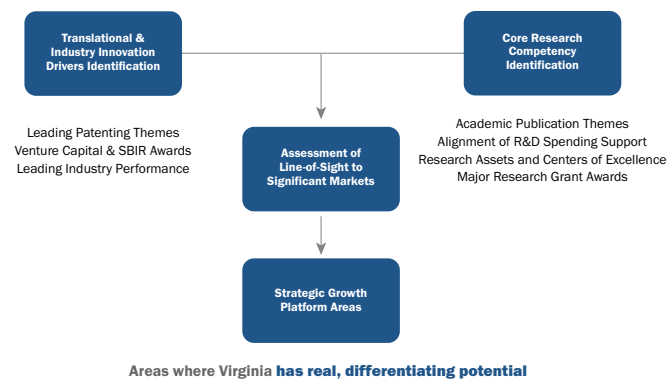 Translational &
Industry Innovation
Drivers Identification
Core Research
Competency
Identification
Leading Patenting Themes
Venture Capital & SBIR Awards
Leading Industry Performance
Academic Publication Themes
Alignment of R&D Spending Support
Research Assets and Centers of Excellence
Major Research Grant Awards
Assessment of
Line-of-Sight to
Significant Markets
Strategic Growth
Platform Areas
Areas where Virginia has real, differentiating potential